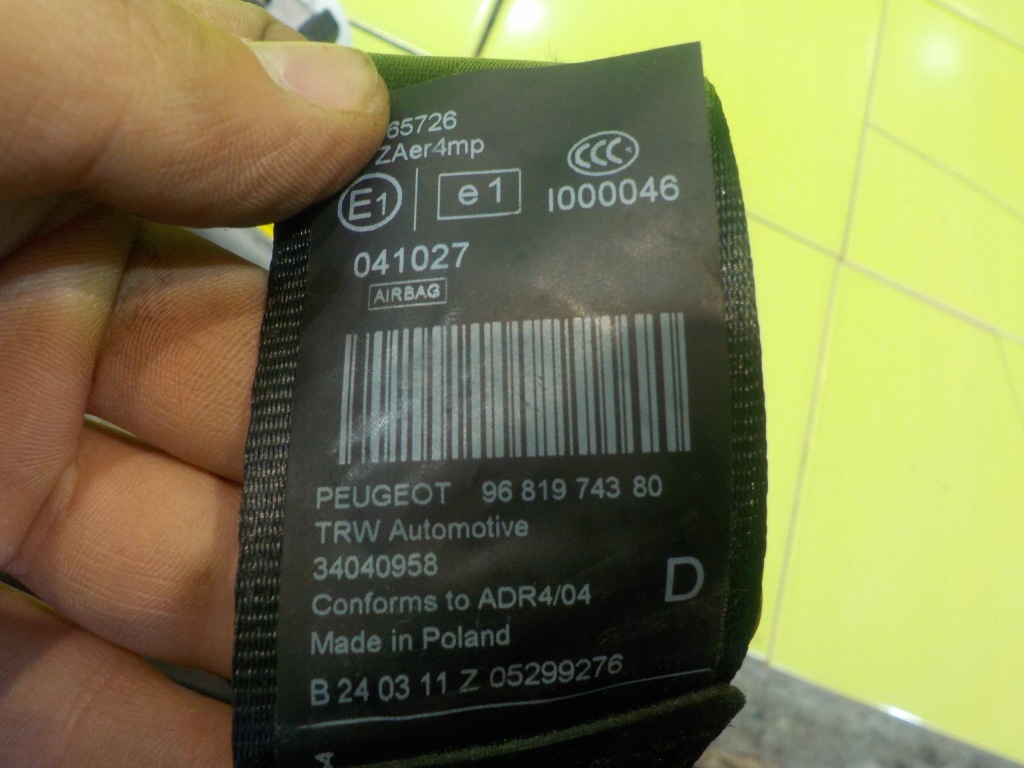 65726
ZAer4mp
CCC
E1 e1 I000046
041027
AIRBAG
PEUGEOT 96 819 743 80
TRW Automotive
34040958
D
Conforms to ADR4/04
Made in Poland
B 24 03 11 Z 05299276